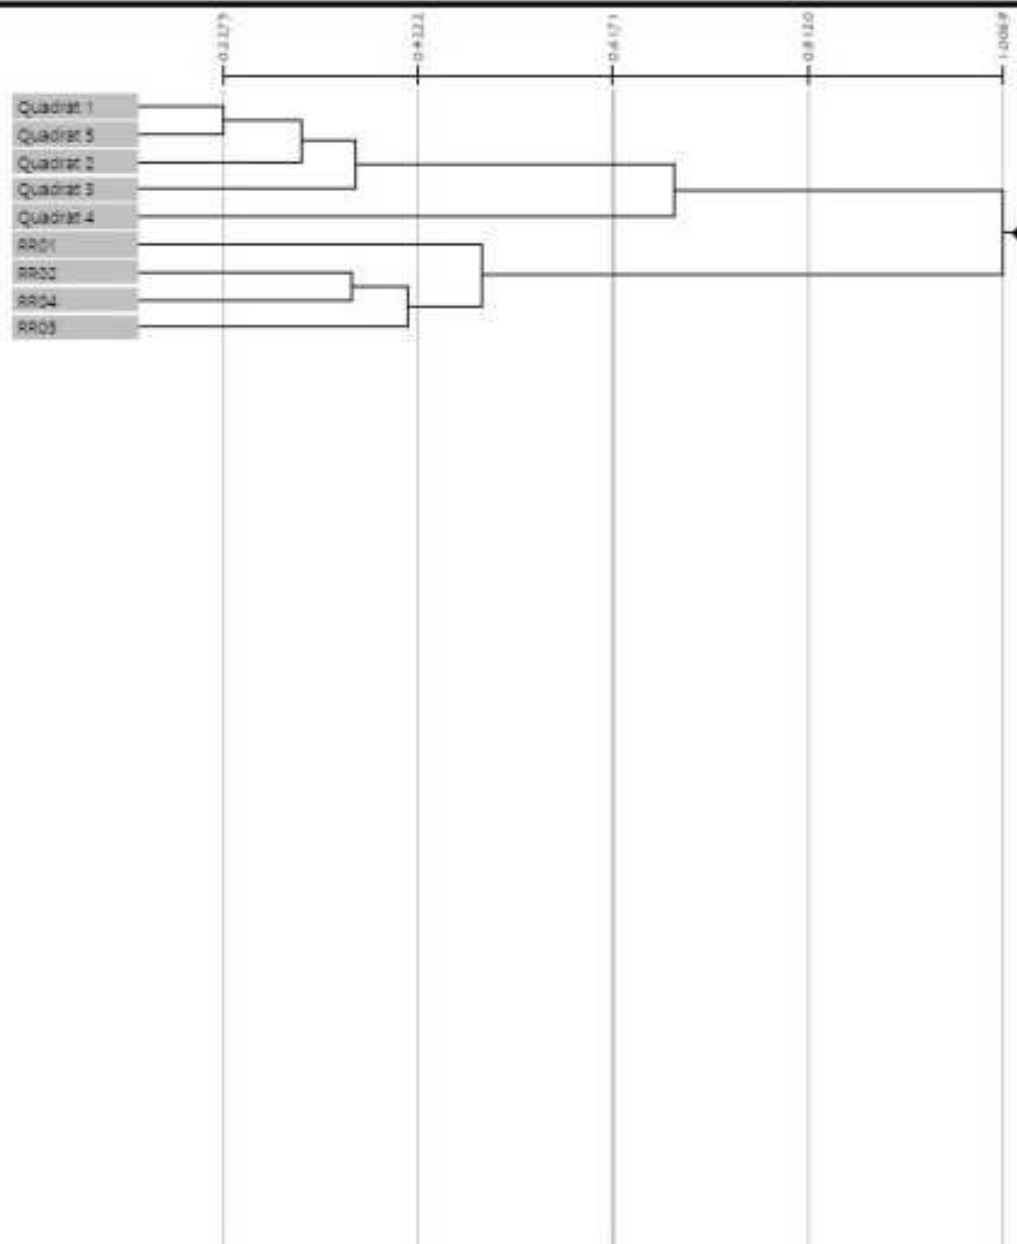 0.2273
0.4222
0.6171
0.8120
1.0069
Quadrat 1
Quadrat 5
Quadrat 2
Quadrat 3
Quadrat 4
RR01
RR02
RR04
RR03